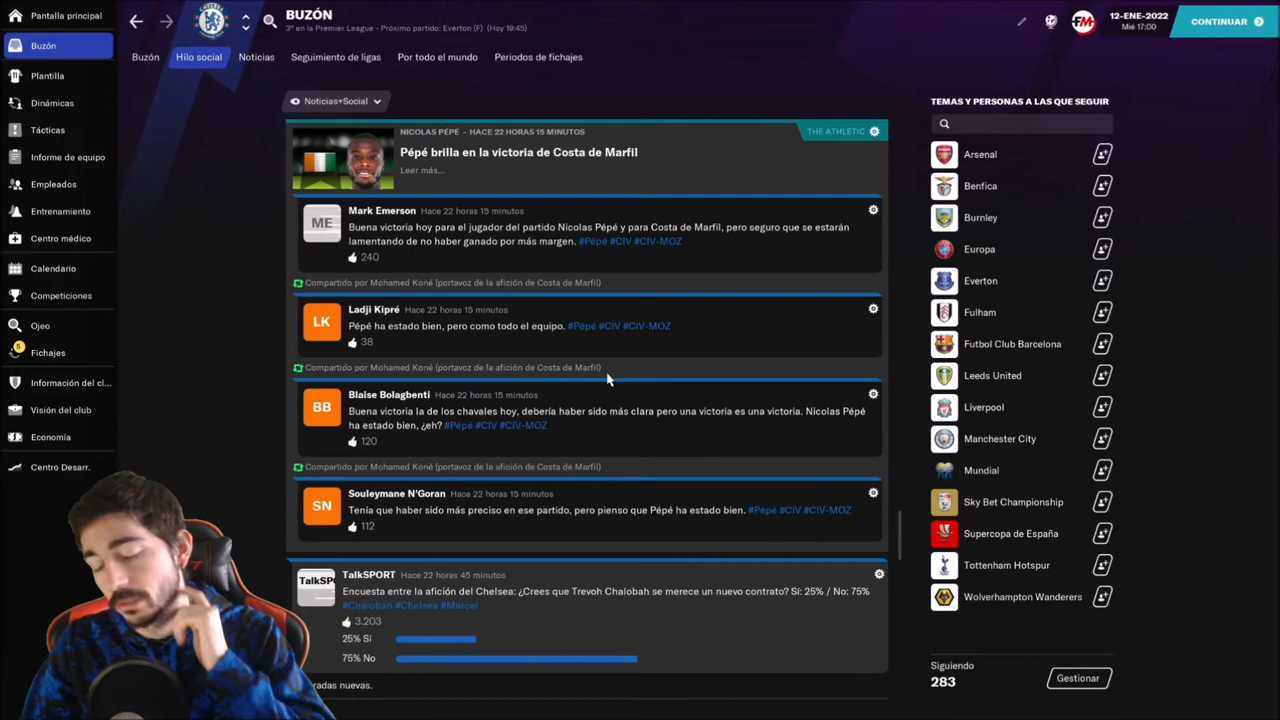 Pantalla principal
Buzón
Plantilla
Dinámicas
Tácticas
Informe de equipo
Empleados
Entrenamiento
Centro médico
Calendario
Competiciones
Ojeo
5
Fichajes
Información del cl...
Visión del club
Economía
Centro Desarr.
BUZÓN
3º en la Premier League - Próximo partido: Everton (F) (Hoy 19:45)
FM
12-ENE-2022
Mié 17:00
CONTINUAR
Buzón
Hilo social
Noticias
Seguimiento de ligas
Por todo el mundo
Periodos de fichajes
Noticias+Social
NICOLAS PÉPÉ - HACE 22 HORAS 15 MINUTOS
THE ATHLETIC
Pépé brilla en la victoria de Costa de Marfil
Leer más...
ME
Mark Emerson Hace 22 horas 15 minutos
Buena victoria hoy para el jugador del partido Nicolas Pépé y para Costa de Marfil, pero seguro que se estarán
lamentando de no haber ganado por más margen. #Pépé #CIV #CIV-MOZ
240
Compartido por Mohamed Koné (portavoz de la afición de Costa de Marfil)
LK
Ladji Kipré Hace 22 horas 15 minutos
Pépé ha estado bien, pero como todo el equipo. #Pépé #CIV #CIV-MOZ
38
Compartido por Mohamed Koné (portavoz de la afición de Costa de Marfil)
BB
Blaise Bolagbenti Hace 22 horas 15 minutos
Buena victoria la de los chavales hoy, debería haber sido más clara pero una victoria es una victoria. Nicolas Pépé
ha estado bien, ¿eh? #Pépé #CIV #CIV-MOZ
120
Compartido por Mohamed Koné (portavoz de la afición de Costa de Marfil)
SN
Souleymane N'Goran Hace 22 horas 15 minutos
Tenía que haber sido más preciso en ese partido, pero pienso que Pépé ha estado bien. #Pépé #CIV #CIV-MOZ
112
TalkSPORT Hace 22 horas 45 minutos
Encuesta entre la afición del Chelsea: ¿Crees que Trevoh Chalobah se merece un nuevo contrato? Sí: 25% / No: 75%
#Chalobah #Chelsea #Marcel
3.203
25% Sí
75% No
radas nuevas.
TEMAS Y PERSONAS A LAS QUE SEGUIR
Arsenal
Benfica
Burnley
Europa
Everton
Fulham
Futbol Club Barcelona
Leeds United
Liverpool
Manchester City
Mundial
Sky Bet Championship
Supercopa de España
Tottenham Hotspur
Wolverhampton Wanderers
Siguiendo
283
Gestionar